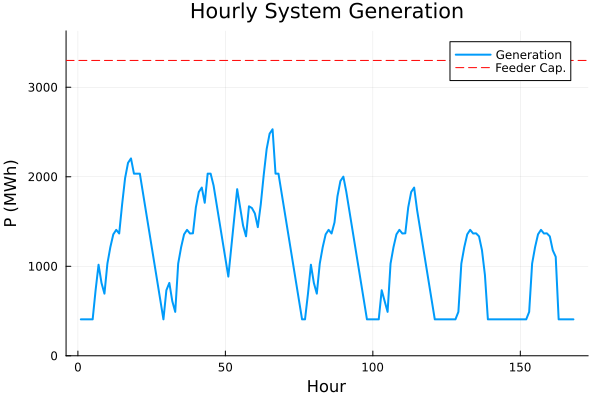 Hourly System Generation
Generation
Feeder Cap.
P (MWh)
3000
2000
1000
0
0 50 100 150
Hour